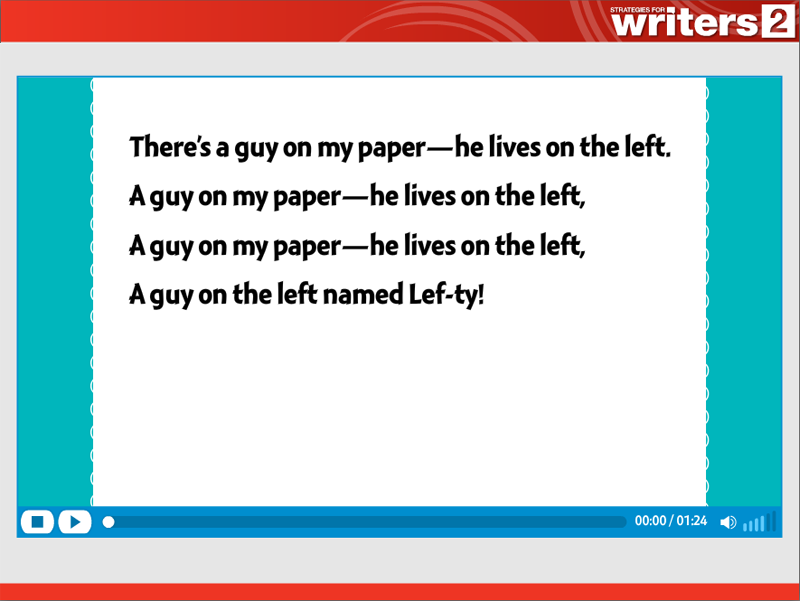 STRATEGIES FOR
writers 2
There's a guy on my paper—he lives on the left.
A guy on my paper—he lives on the left,
A guy on my paper—he lives on the left,
A guy on the left named Lef-ty!
00:00 / 01:24